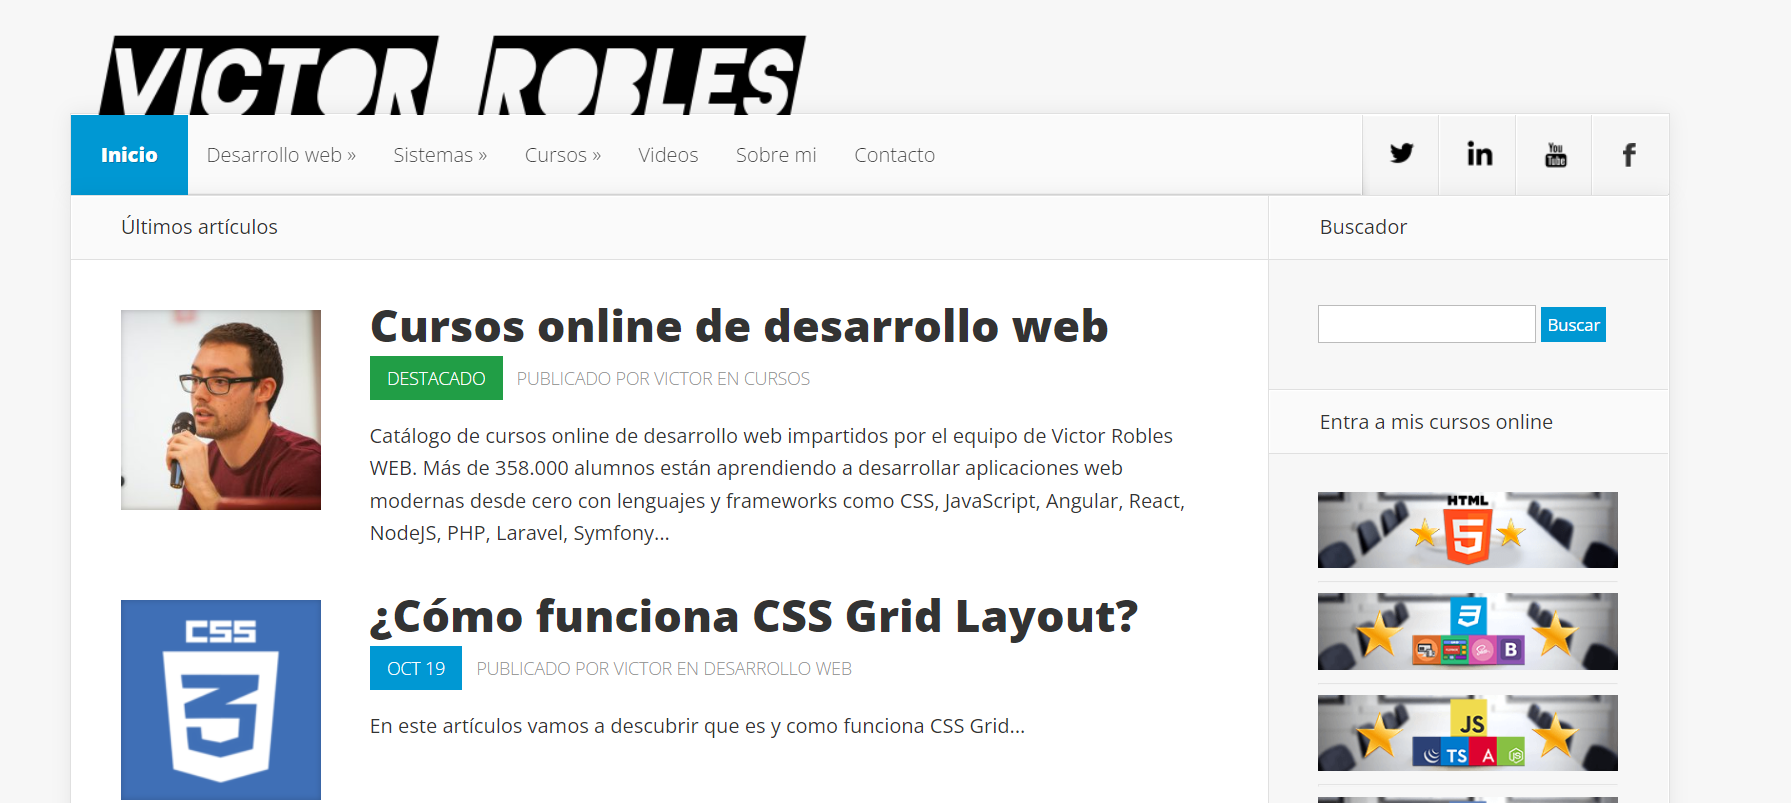 VICTOR ROBLES
Inicio
Desarrollo web »
Sistemas »
Cursos »
Videos
Sobre mi
Contacto
in
You
Tube
f
Últimos artículos
Cursos online de desarrollo web
DESTACADO
PUBLICADO POR VICTOR EN CURSOS
Catálogo de cursos online de desarrollo web impartidos por el equipo de Victor Robles
WEB. Más de 358.000 alumnos están aprendiendo a desarrollar aplicaciones web
modernas desde cero con lenguajes y frameworks como CSS, JavaScript, Angular, React,
NodeJS, PHP, Laravel, Symfony...
CSS
3
¿Cómo funciona CSS Grid Layout?
OCT 19
PUBLICADO POR VICTOR EN DESARROLLO WEB
En este artículos vamos a descubrir que es y como funciona CSS Grid...
Buscador
Buscar
Entra a mis cursos online
HTML
5
3
B
JS
TS
A
JS